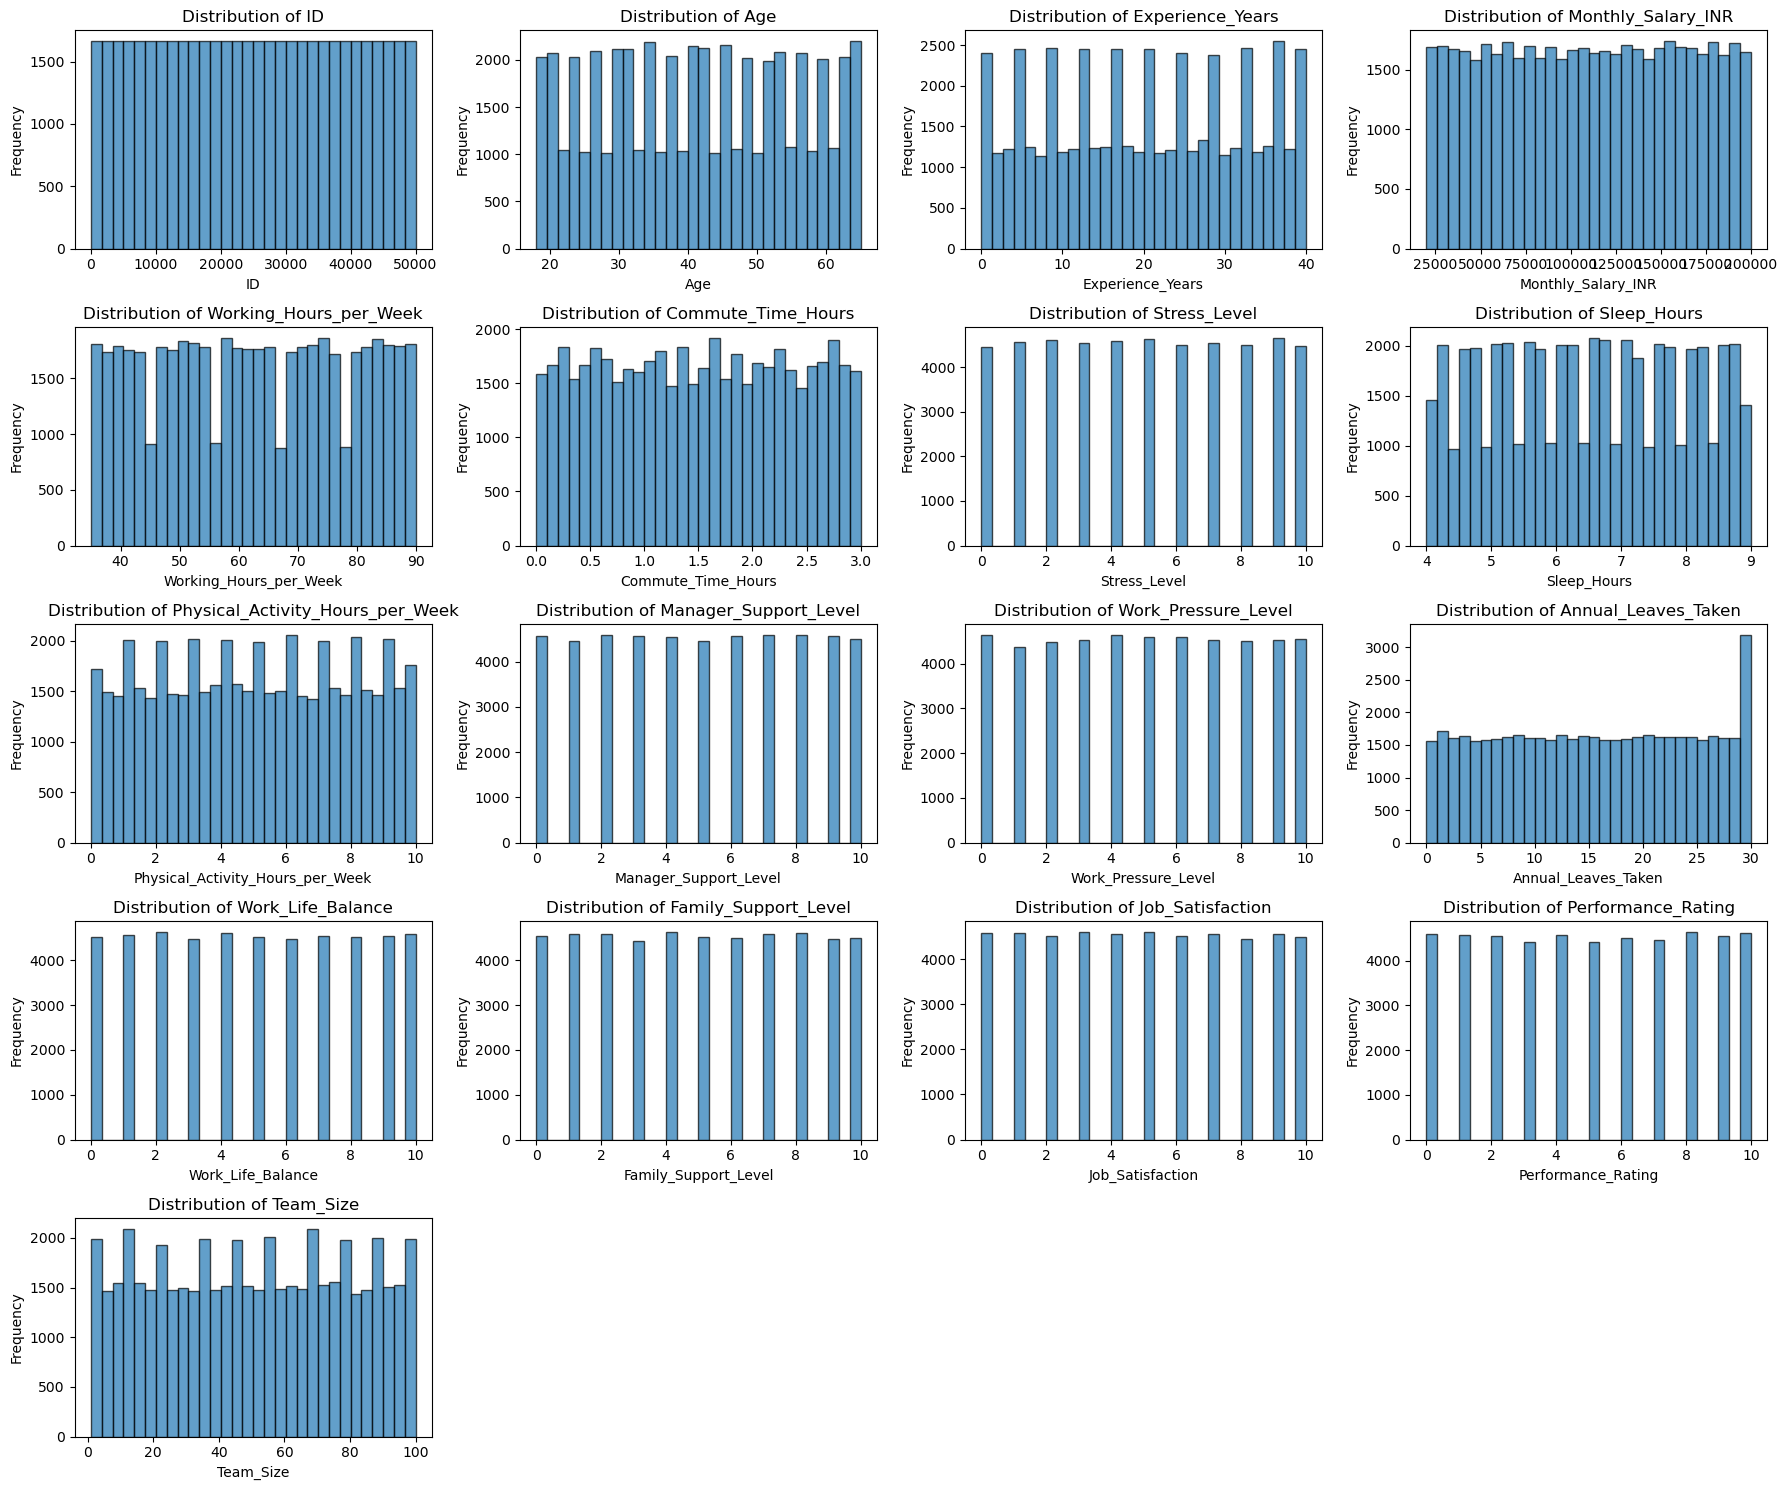 Distribution of ID
Distribution of Age
Distribution of Experience_Years
Distribution of Monthly_Salary_INR
Frequency
1500
1000
500
0
0 10000 20000 30000 40000 50000
ID
Frequency
2000
1500
1000
500
0
20 30 40 50 60
Age
Frequency
2500
2000
1500
1000
500
0
0 10 20 30 40
Experience_Years
Frequency
1500
1000
500
0
25000 50000 75000 100000 125000 150000 175000 200000
Monthly_Salary_INR
Distribution of Working_Hours_per_Week
Distribution of Commute_Time_Hours
Distribution of Stress_Level
Distribution of Sleep_Hours
Frequency
1500
1000
500
0
40 50 60 70 80 90
Working_Hours_per_Week
Frequency
2000
1500
1000
500
0
0.0 0.5 1.0 1.5 2.0 2.5 3.0
Commute_Time_Hours
Frequency
4000
3000
2000
1000
0
0 2 4 6 8 10
Stress_Level
Frequency
2000
1500
1000
500
0
4 5 6 7 8 9
Sleep_Hours
Distribution of Physical_Activity_Hours_per_Week
Distribution of Manager_Support_Level
Distribution of Work_Pressure_Level
Distribution of Annual_Leaves_Taken
Frequency
2000
1500
1000
500
0
0 2 4 6 8 10
Physical_Activity_Hours_per_Week
Frequency
4000
3000
2000
1000
0
0 2 4 6 8 10
Manager_Support_Level
Frequency
4000
3000
2000
1000
0
0 2 4 6 8 10
Work_Pressure_Level
Frequency
3000
2500
2000
1500
1000
500
0
0 5 10 15 20 25 30
Annual_Leaves_Taken
Distribution of Work_Life_Balance
Distribution of Family_Support_Level
Distribution of Job_Satisfaction
Distribution of Performance_Rating
Frequency
4000
3000
2000
1000
0
0 2 4 6 8 10
Work_Life_Balance
Frequency
4000
3000
2000
1000
0
0 2 4 6 8 10
Family_Support_Level
Frequency
4000
3000
2000
1000
0
0 2 4 6 8 10
Job_Satisfaction
Frequency
4000
3000
2000
1000
0
0 2 4 6 8 10
Performance_Rating
Distribution of Team_Size
Frequency
2000
1500
1000
500
0
0 20 40 60 80 100
Team_Size